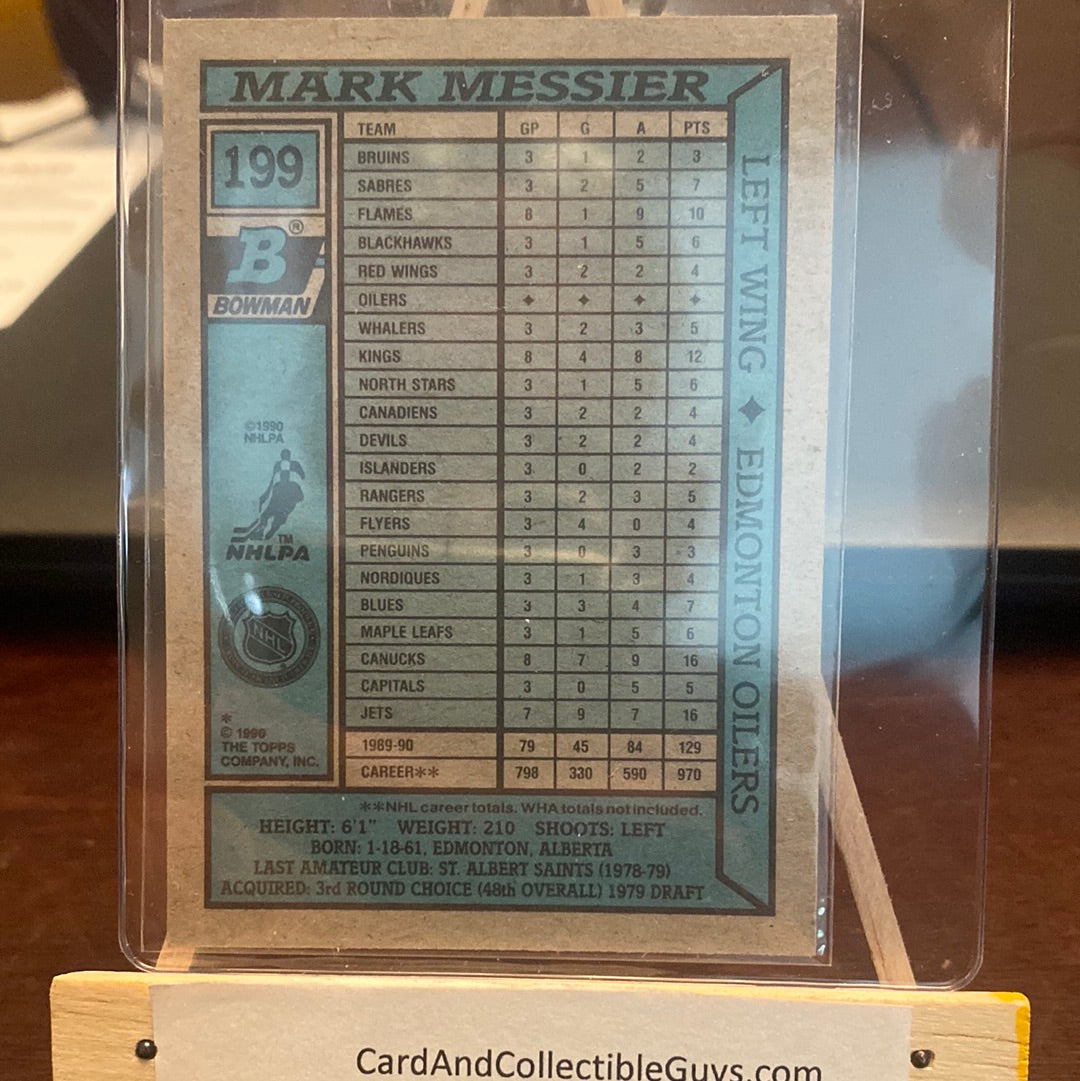 MARK MESSIER
199
B®
BOWMAN
©1990
NHLPA
TM
NHLPA
NHL
*
© 1990
THE TOPPS
COMPANY, INC.
TEAM GP G A PTS
BRUINS 3 1 2 3
SABRES 3 2 5 7
FLAMES 8 1 9 10
BLACKHAWKS 3 1 5 6
RED WINGS 3 2 2 4
OILERS ✦ ✦ ✦ ✦
WHALERS 3 2 3 5
KINGS 8 4 8 12
NORTH STARS 3 1 5 6
CANADIENS 3 2 2 4
DEVILS 3 2 2 4
ISLANDERS 3 0 2 2
RANGERS 3 2 3 5
FLYERS 3 4 0 4
PENGUINS 3 0 3 3
NORDIQUES 3 1 3 4
BLUES 3 3 4 7
MAPLE LEAFS 3 1 5 6
CANUCKS 8 7 9 16
CAPITALS 3 0 5 5
JETS 7 9 7 16
1989-90 79 45 84 129
CAREER** 798 330 590 970
LEFT WING ✦ EDMONTON OILERS
**NHL career totals. WHA totals not included.
HEIGHT: 6'1" WEIGHT: 210 SHOOTS: LEFT
BORN: 1-18-61, EDMONTON, ALBERTA
LAST AMATEUR CLUB: ST. ALBERT SAINTS (1978-79)
ACQUIRED: 3rd ROUND CHOICE (48th OVERALL) 1979 DRAFT
CardAndCollectibleGuys.com